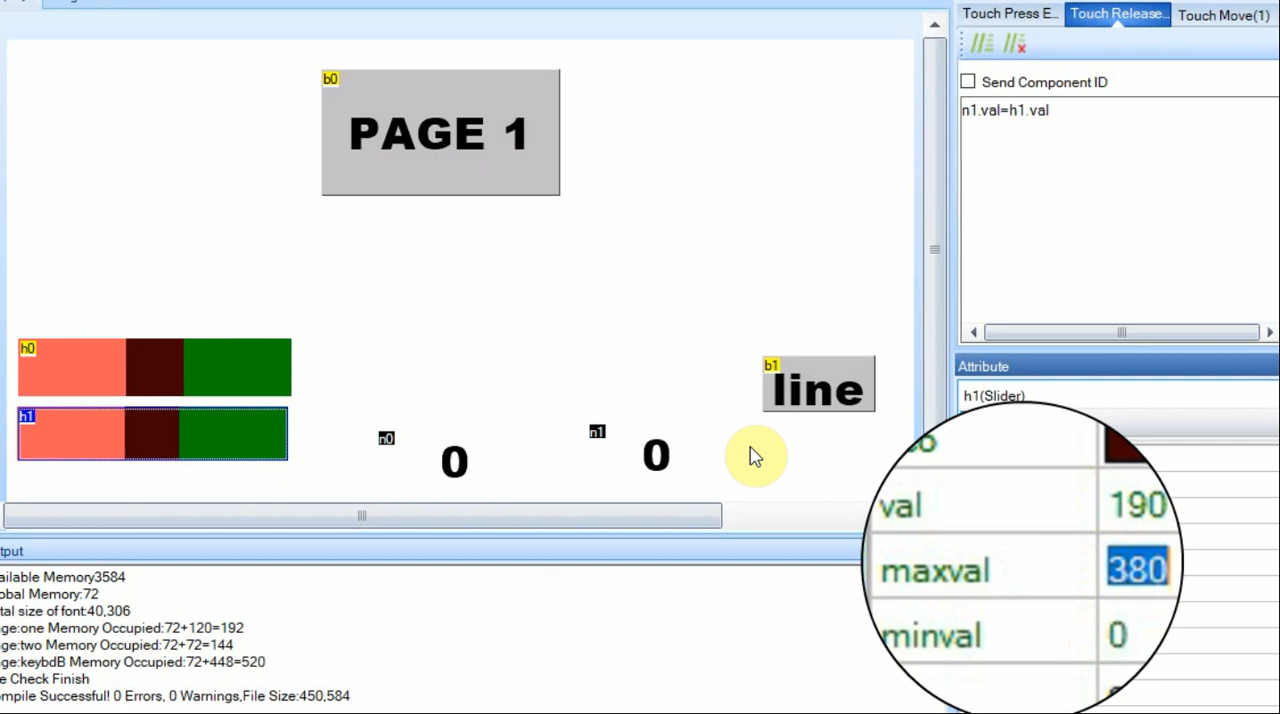 Touch Press E... Touch Release... Touch Move(1)
Send Component ID
n1.val=h1.val
b0
PAGE 1
h0
h1
n0
0
n1
0
b1
line
Attribute
h1(Slider)
val 190
maxval 380
minval 0
tput
ailable Memory3584
obal Memory:72
tal size of font:40,306
ge:one Memory Occupied:72+120=192
ge:two Memory Occupied:72+72=144
ge:keybdB Memory Occupied:72+448=520
e Check Finish
mpile Successful! 0 Errors, 0 Warnings,File Size:450,584